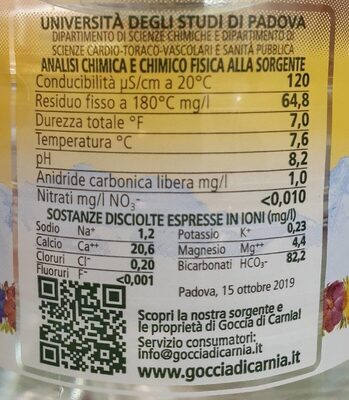 UNIVERSITÀ DEGLI STUDI DI PADOVA
DIPARTIMENTO DI SCIENZE CHIMICHE E DIPARTIMENTO DI
SCIENZE CARDIO-TORACO-VASCOLARI E SANITÀ PUBBLICA
ANALISI CHIMICA E CHIMICO FISICA ALLA SORGENTE
Conducibilità µS/cm a 20°C 120
Residuo fisso a 180°C mg/l 64,8
Durezza totale °F 7,0
Temperatura °C 7,6
pH 8,2
Anidride carbonica libera mg/l 1,0
Nitrati mg/l NO₃⁻ <0,010
SOSTANZE DISCIOLTE ESPRESSE IN IONI (mg/l)
Sodio Na⁺ 1,2 Potassio K⁺ 0,23
Calcio Ca⁺⁺ 20,6 Magnesio Mg⁺⁺ 4,4
Cloruri Cl⁻ 0,20 Bicarbonati HCO₃⁻ 82,2
Fluoruri F⁻ <0,001
Padova, 15 ottobre 2019
Scopri la nostra sorgente e
le proprietà di Goccia di Carnia!
Servizio consumatori:
info@gocciadicarnia.it
www.gocciadicarnia.it